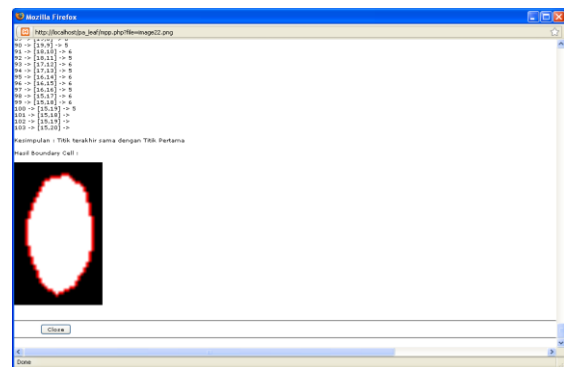 Mozilla Firefox
http://localhost/pa_leaf/mpp.php?file=image22.png
90 -> [19,9] -> 5
91 -> [18,10] -> 6
92 -> [18,11] -> 5
93 -> [17,12] -> 6
94 -> [17,13] -> 5
95 -> [16,14] -> 6
96 -> [16,15] -> 6
97 -> [16,16] -> 5
98 -> [15,17] -> 6
99 -> [15,18] -> 6
100 -> [15,19] -> 5
101 -> [15,18] ->
102 -> [15,19] ->
103 -> [15,20] ->
Kesimpulan : Titik terakhir sama dengan Titik Pertama
Hasil Boundary Cell :
Close
Done